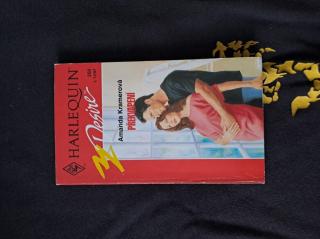 HARLEQUIN
Desire
Amanda Kramerová
PŘEKVAPENÍ